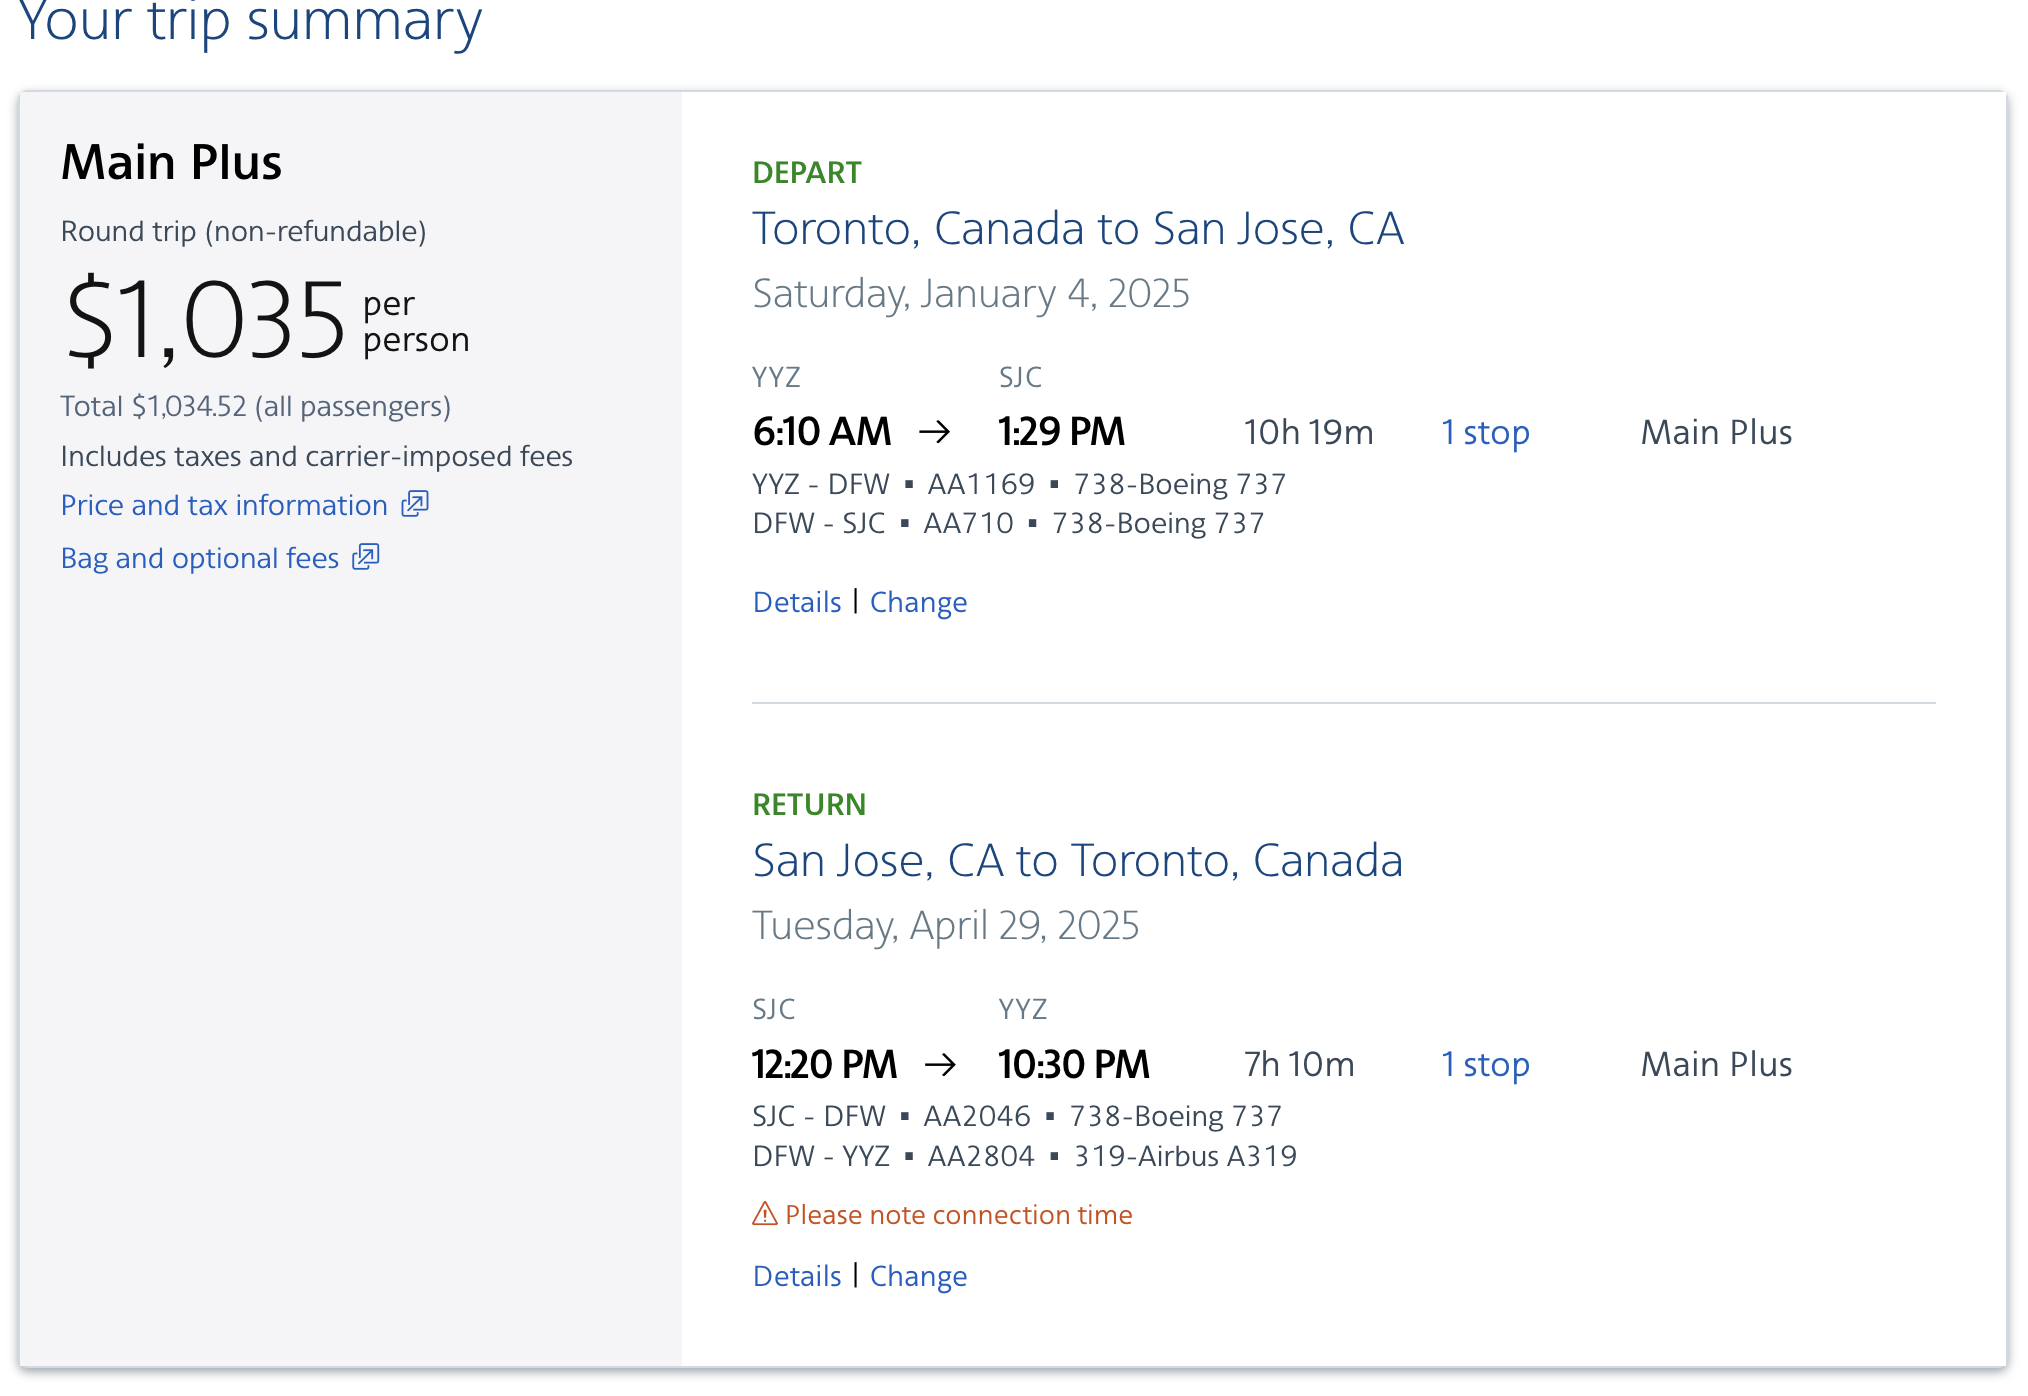 Your trip summary
Main Plus
Round trip (non-refundable)
$1,035 per person
Total $1,034.52 (all passengers)
Includes taxes and carrier-imposed fees
Price and tax information
Bag and optional fees
DEPART
Toronto, Canada to San Jose, CA
Saturday, January 4, 2025
YYZ SJC
6:10 AM → 1:29 PM 10h 19m 1 stop Main Plus
YYZ - DFW ▪ AA1169 ▪ 738-Boeing 737
DFW - SJC ▪ AA710 ▪ 738-Boeing 737
Details | Change
RETURN
San Jose, CA to Toronto, Canada
Tuesday, April 29, 2025
SJC YYZ
12:20 PM → 10:30 PM 7h 10m 1 stop Main Plus
SJC - DFW ▪ AA2046 ▪ 738-Boeing 737
DFW - YYZ ▪ AA2804 ▪ 319-Airbus A319
Please note connection time
Details | Change